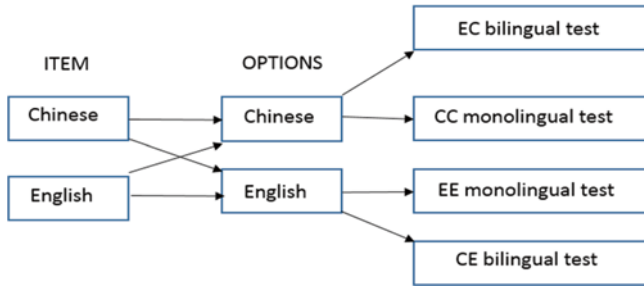 ITEM
Chinese
English
OPTIONS
Chinese
English
EC bilingual test
CC monolingual test
EE monolingual test
CE bilingual test